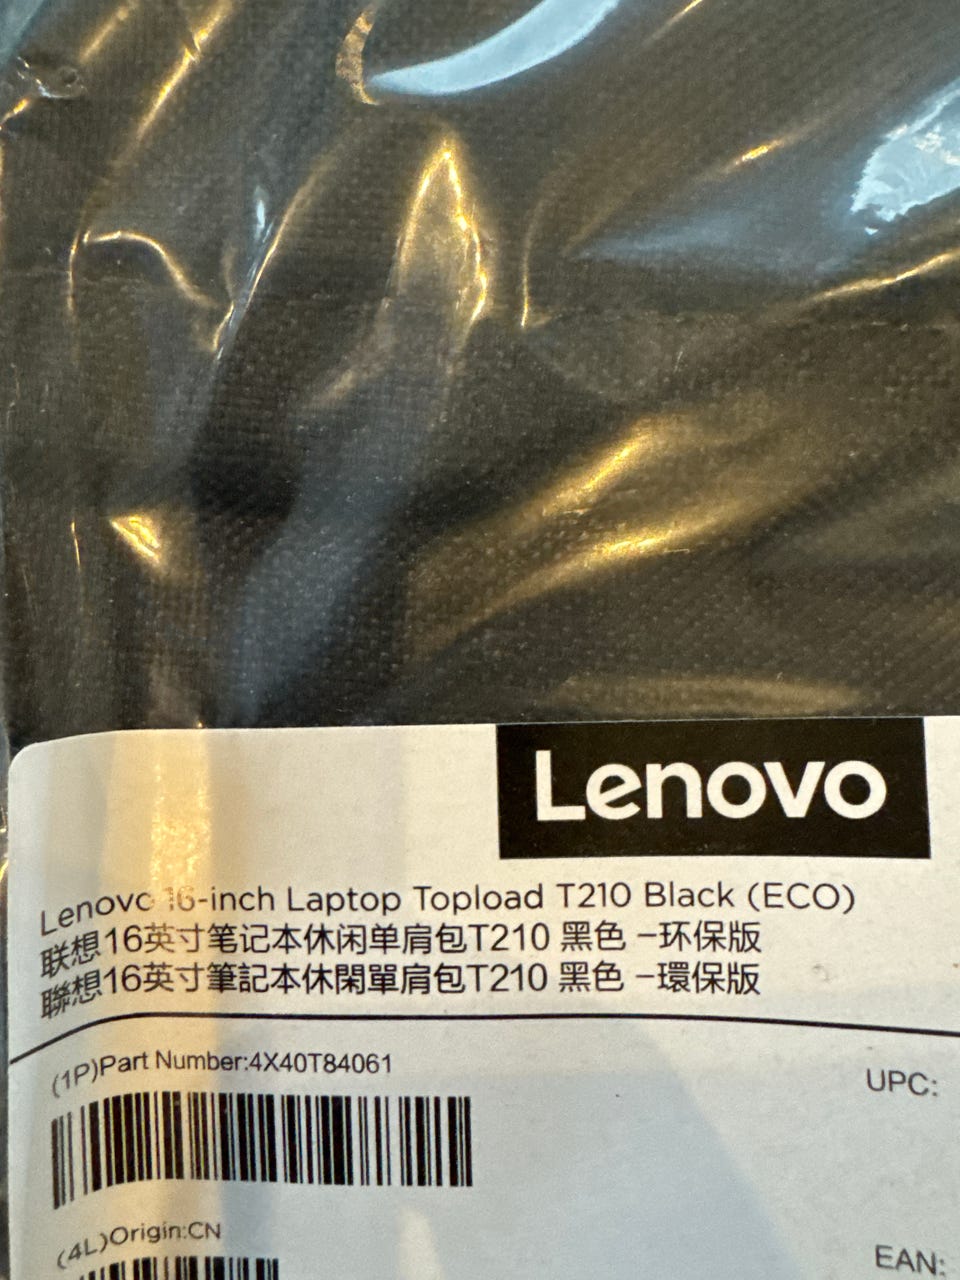 Lenovo
Lenovo 16-inch Laptop Topload T210 Black (ECO)
联想16英寸笔记本休闲单肩包T210 黑色 –环保版
聯想16英寸筆記本休閑單肩包T210 黑色 –環保版
(1P)Part Number:4X40T84061
UPC:
(4L)Origin:CN
EAN: